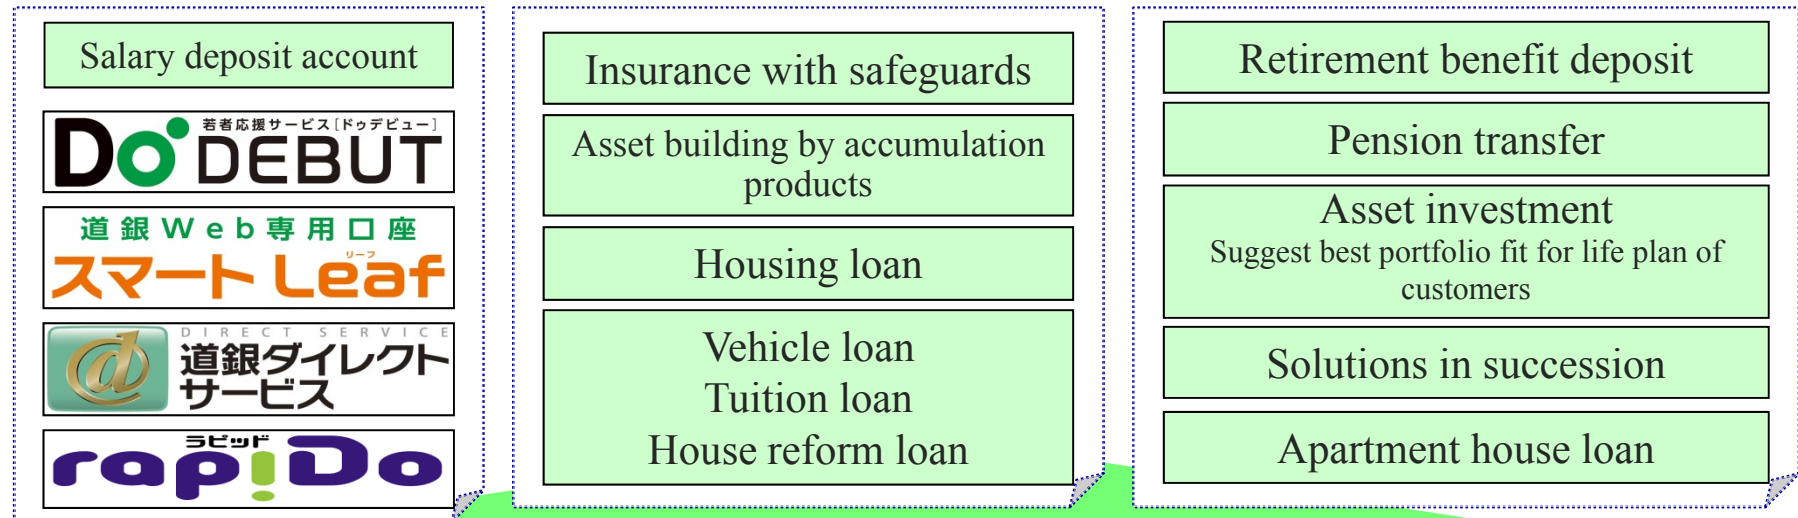 Salary deposit account
若者応援サービス［ドゥデビュー］
Do DEBUT
道銀Web専用口座
リーフ
スマート Leaf
DIRECT SERVICE
@ 道銀ダイレクト
サービス
ラピッド
rapiDo
Insurance with safeguards
Asset building by accumulation
products
Housing loan
Vehicle loan
Tuition loan
House reform loan
Retirement benefit deposit
Pension transfer
Asset investment
Suggest best portfolio fit for life plan of
customers
Solutions in succession
Apartment house loan